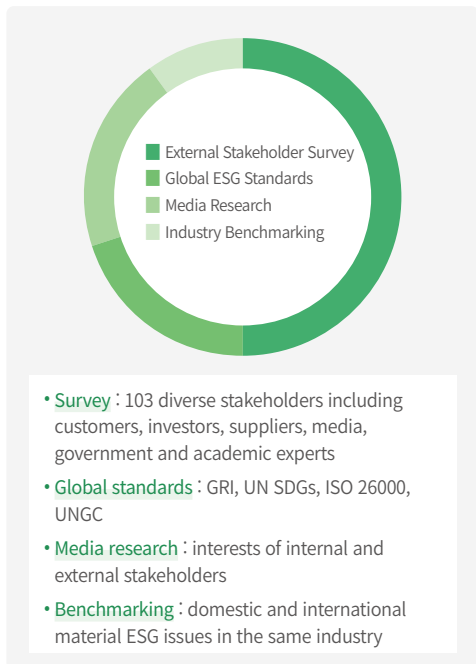 External Stakeholder Survey
Global ESG Standards
Media Research
Industry Benchmarking
• Survey : 103 diverse stakeholders including
customers, investors, suppliers, media,
government and academic experts
• Global standards : GRI, UN SDGs, ISO 26000,
UNGC
• Media research : interests of internal and
external stakeholders
• Benchmarking : domestic and international
material ESG issues in the same industry